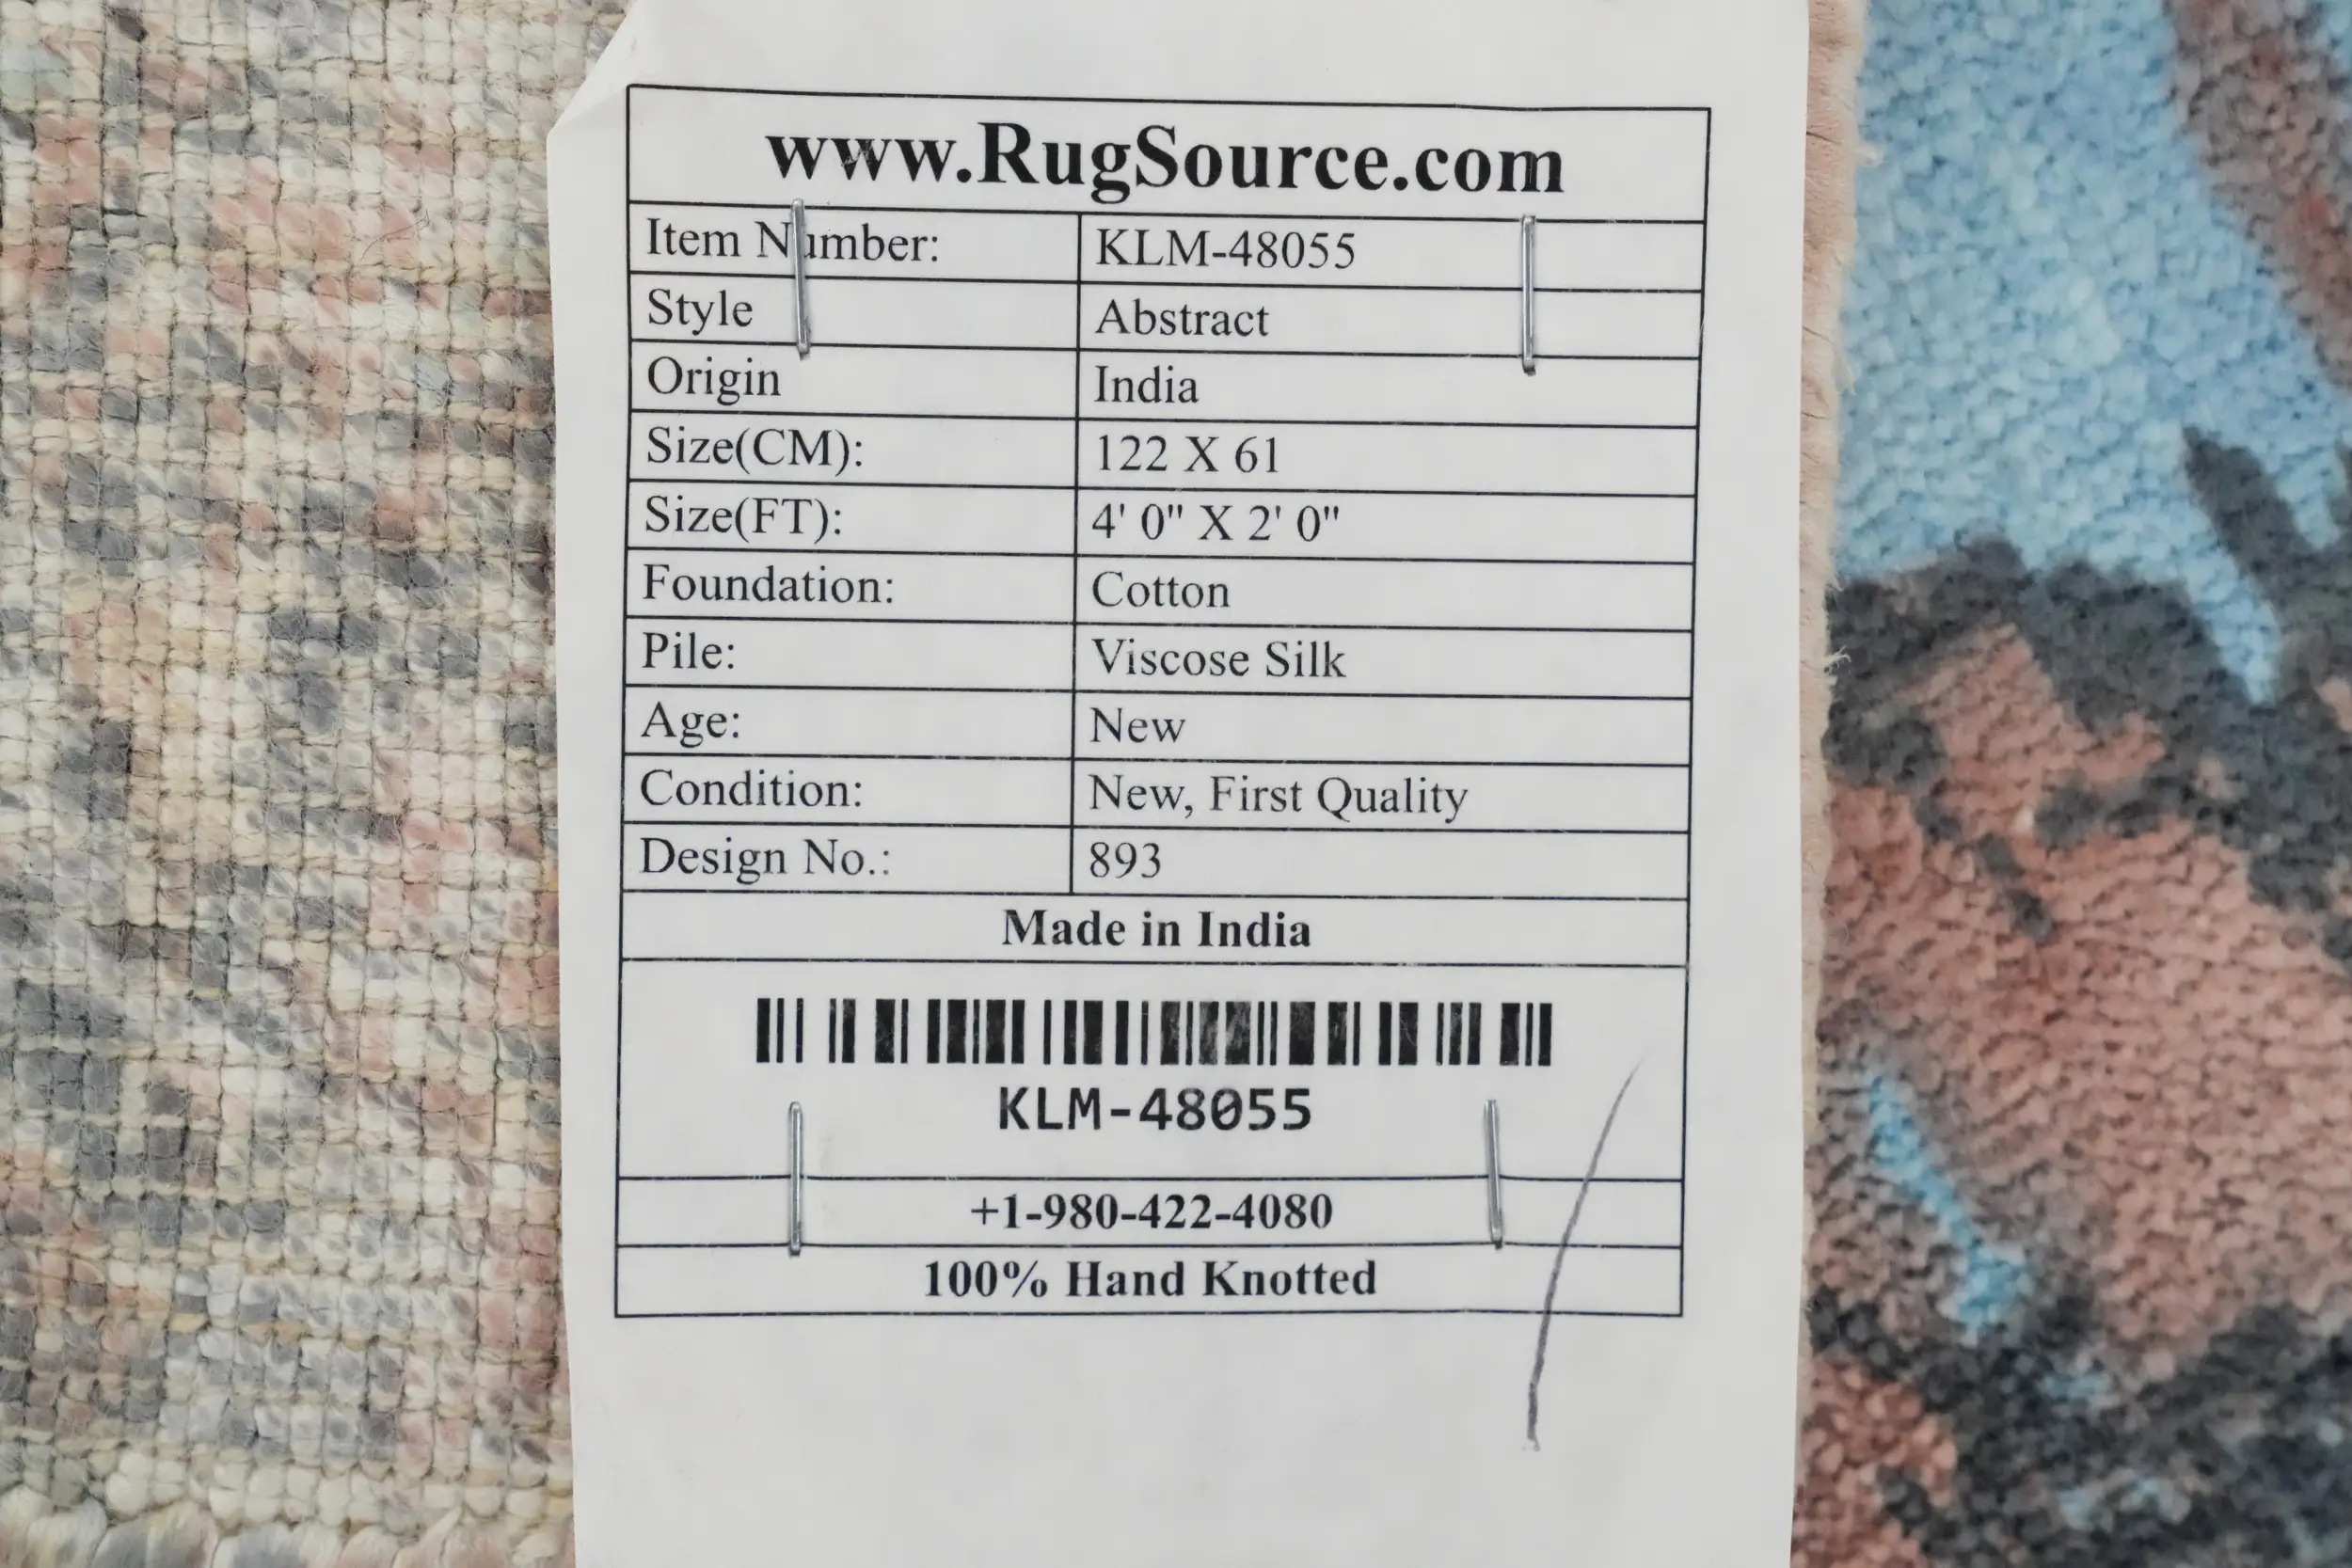 www.RugSource.com
Item Number: KLM-48055
Style Abstract
Origin India
Size(CM): 122 X 61
Size(FT): 4' 0" X 2' 0"
Foundation: Cotton
Pile: Viscose Silk
Age: New
Condition: New, First Quality
Design No.: 893
Made in India
KLM-48055
+1-980-422-4080
100% Hand Knotted